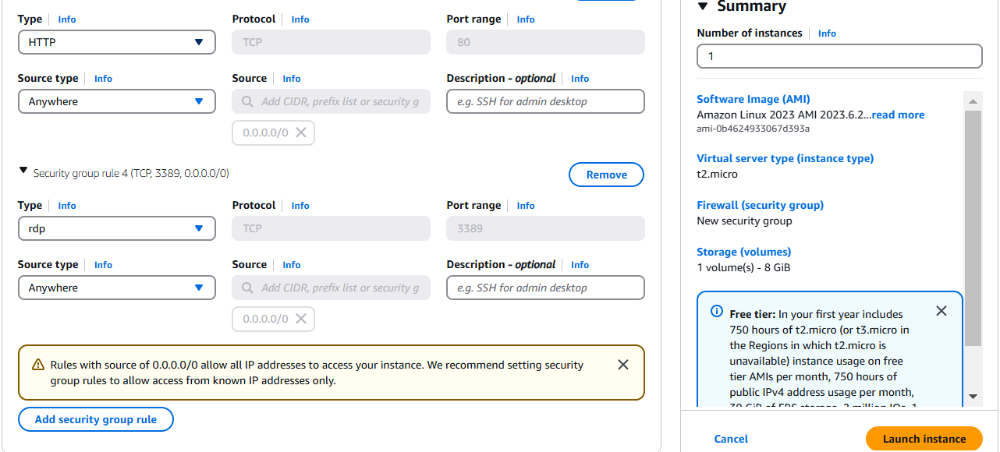 Type Info
Protocol Info
Port range Info
HTTP
TCP
80
Source type Info
Source Info
Description - optional Info
Anywhere
Add CIDR, prefix list or security g
e.g. SSH for admin desktop
0.0.0.0/0
Security group rule 4 (TCP, 3389, 0.0.0.0/0)
Remove
Type Info
Protocol Info
Port range Info
rdp
TCP
3389
Source type Info
Source Info
Description - optional Info
Anywhere
Add CIDR, prefix list or security g
e.g. SSH for admin desktop
0.0.0.0/0
Rules with source of 0.0.0.0/0 allow all IP addresses to access your instance. We recommend setting security
group rules to allow access from known IP addresses only.
Add security group rule
Summary
Number of instances Info
1
Software Image (AMI)
Amazon Linux 2023 AMI 2023.6.2...read more
ami-0b4624933067d393a
Virtual server type (instance type)
t2.micro
Firewall (security group)
New security group
Storage (volumes)
1 volume(s) - 8 GiB
Free tier: In your first year includes
750 hours of t2.micro (or t3.micro in
the Regions in which t2.micro is
unavailable) instance usage on free
tier AMIs per month, 750 hours of
public IPv4 address usage per month,
30 GiB of EBS storage, 2 million IOs, 1
Cancel
Launch instance